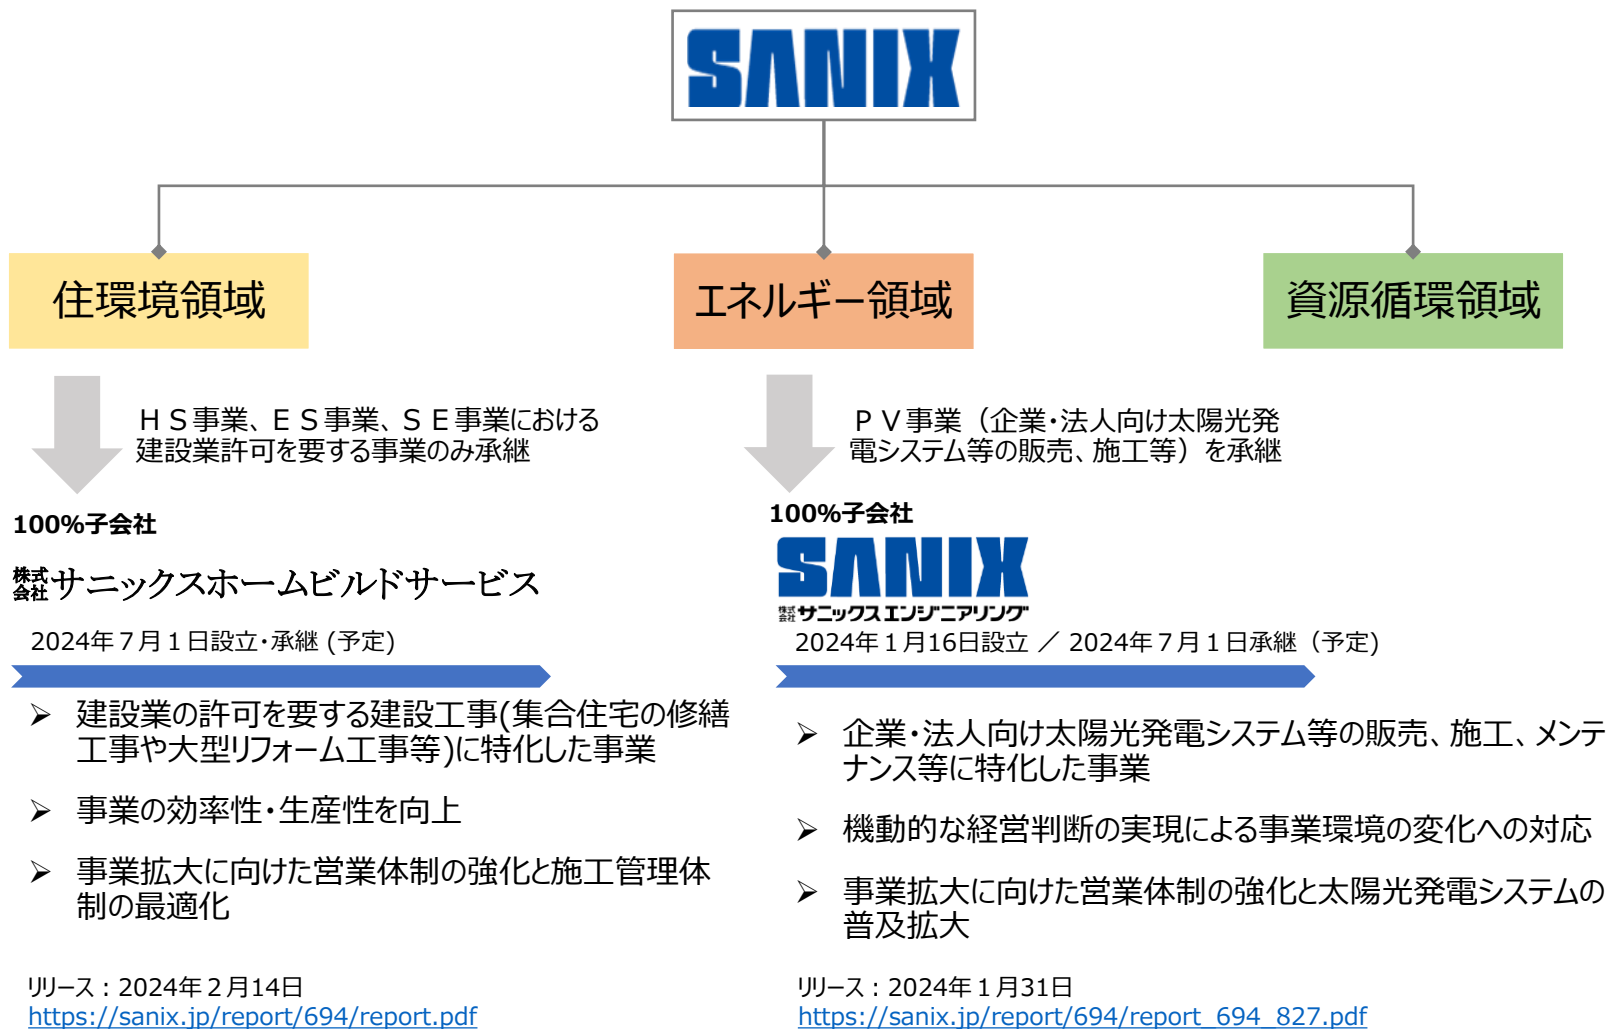 SANIX
住環境領域
エネルギー領域
資源循環領域
ＨＳ事業、ＥＳ事業、ＳＥ事業における
建設業許可を要する事業のみ承継
100%子会社
株式会社サニックスホームビルドサービス
2024年７月１日設立・承継 (予定)
➢ 建設業の許可を要する建設工事(集合住宅の修繕
工事や大型リフォーム工事等)に特化した事業
➢ 事業の効率性・生産性を向上
➢ 事業拡大に向けた営業体制の強化と施工管理体
制の最適化
リリース：2024年２月14日
https://sanix.jp/report/694/report.pdf
ＰＶ事業（企業・法人向け太陽光発
電システム等の販売、施工等）を承継
100%子会社
SANIX
株式会社サニックスエンジニアリング
2024年１月16日設立 ／ 2024年７月１日承継（予定)
➢ 企業・法人向け太陽光発電システム等の販売、施工、メンテ
ナンス等に特化した事業
➢ 機動的な経営判断の実現による事業環境の変化への対応
➢ 事業拡大に向けた営業体制の強化と太陽光発電システムの
普及拡大
リリース：2024年１月31日
https://sanix.jp/report/694/report_694_827.pdf